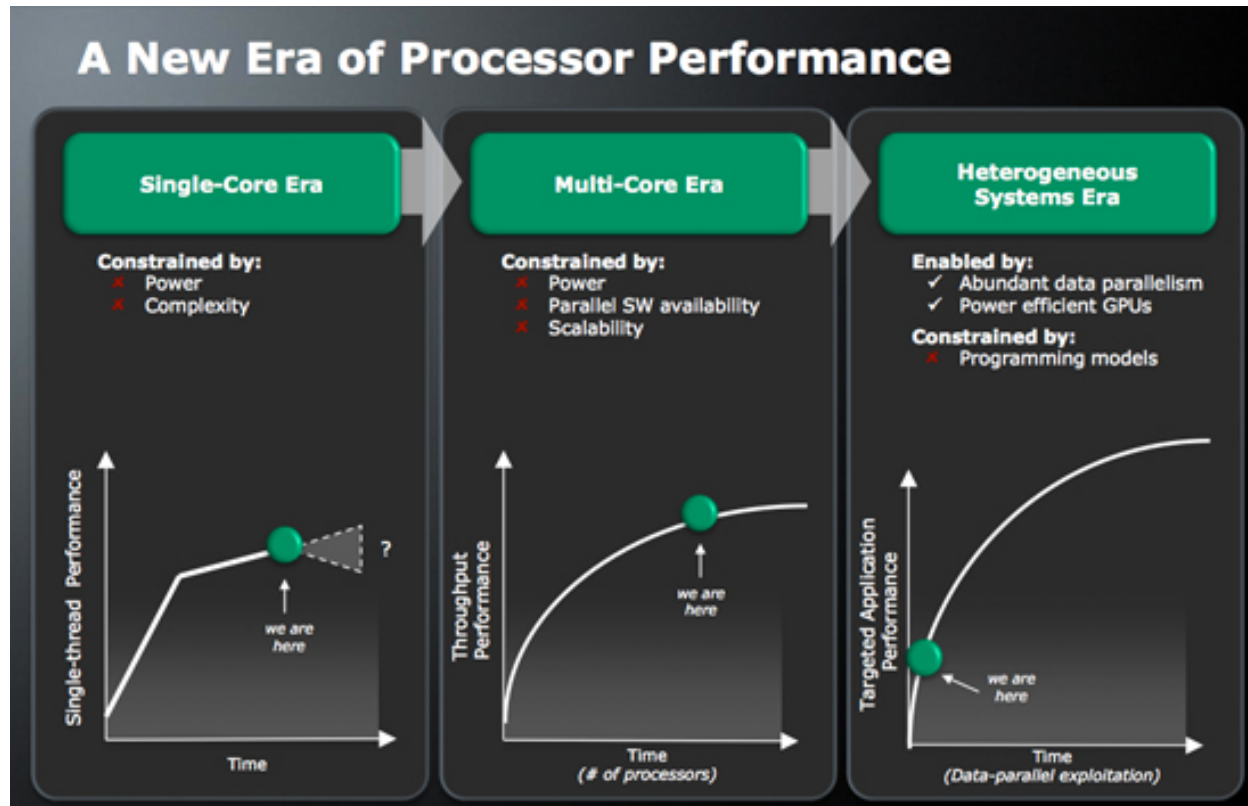 A New Era of Processor Performance
Single-Core Era
Constrained by:
✗ Power
✗ Complexity
Single-thread Performance
?
we are
here
Time
Multi-Core Era
Constrained by:
✗ Power
✗ Parallel SW availability
✗ Scalability
Throughput
Performance
we are
here
Time
(# of processors)
Heterogeneous
Systems Era
Enabled by:
✓ Abundant data parallelism
✓ Power efficient GPUs
Constrained by:
✗ Programming models
Targeted Application
Performance
we are
here
Time
(Data-parallel exploitation)